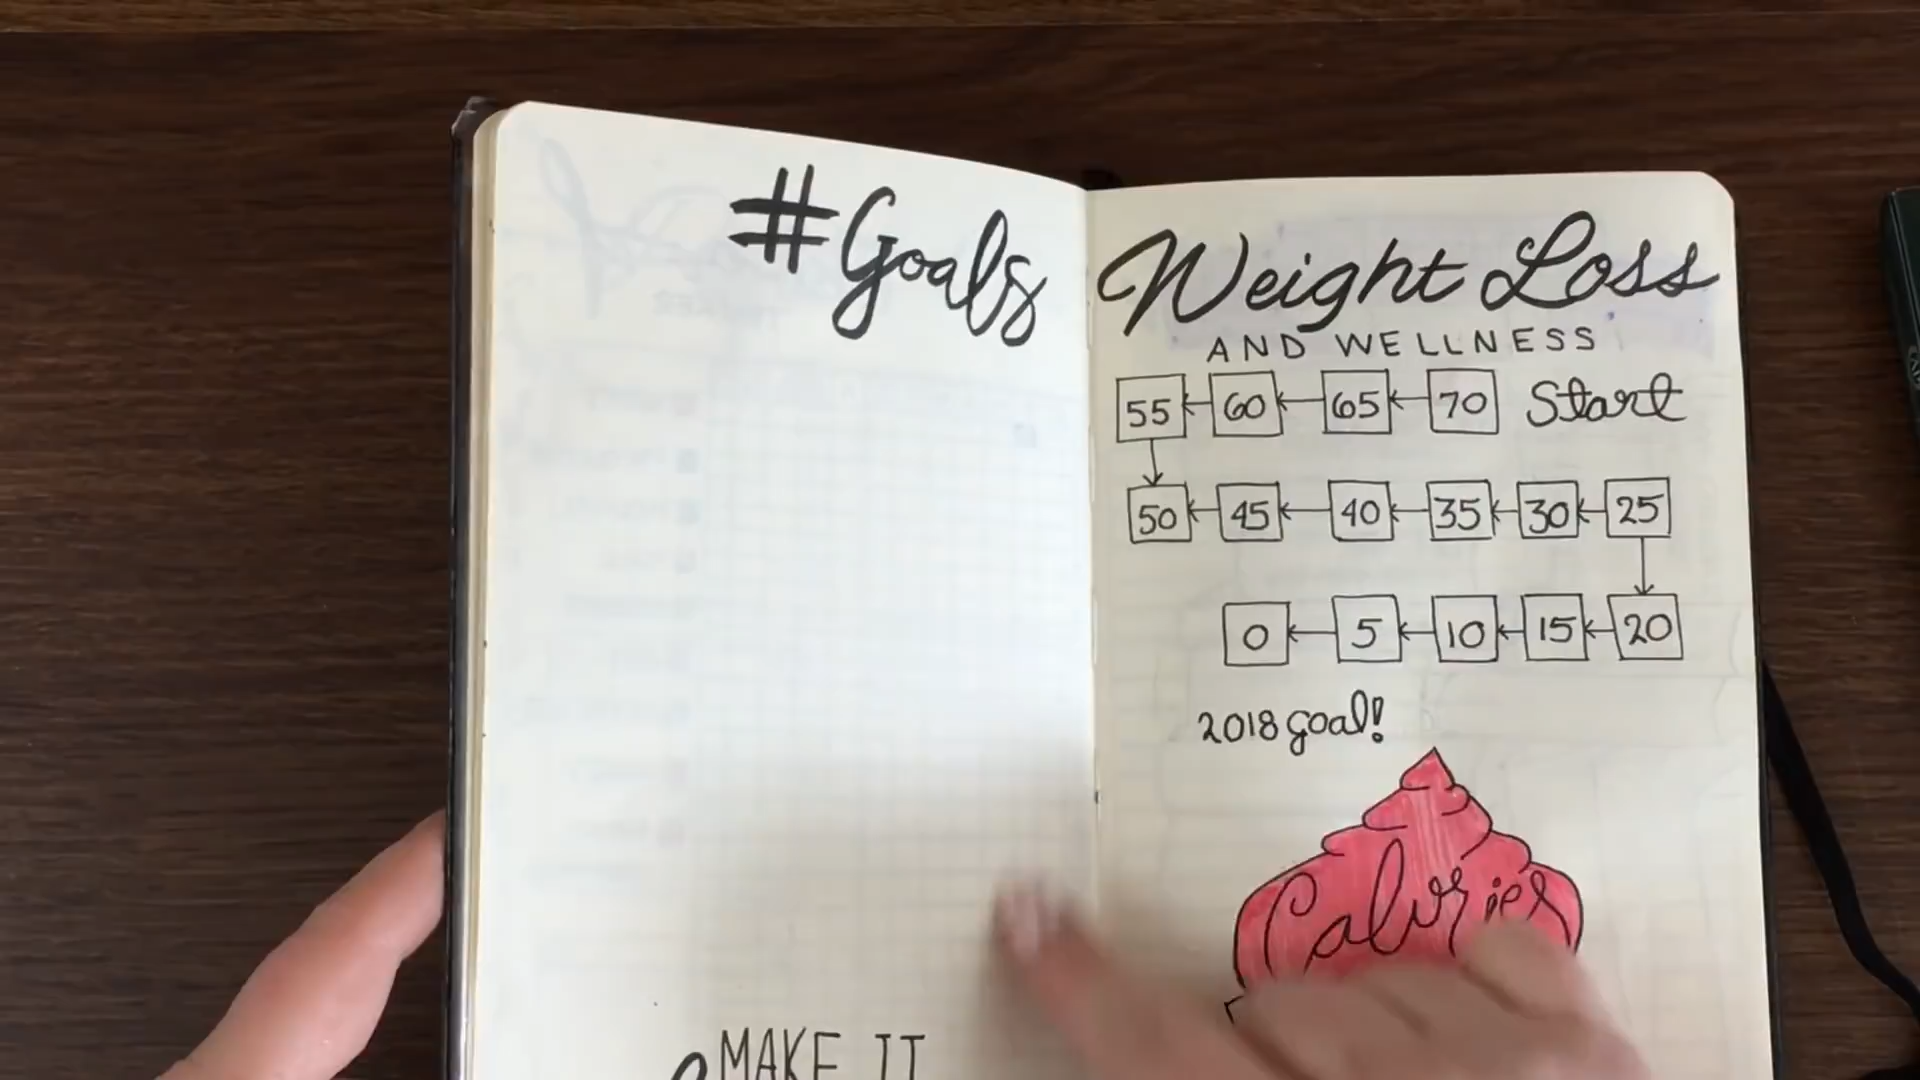 #Goals
MAKE IT
Weight Loss
AND WELLNESS
55 60 65 70 Start
50 45 40 35 30 25
0 5 10 15 20
2018 goal!
Calories